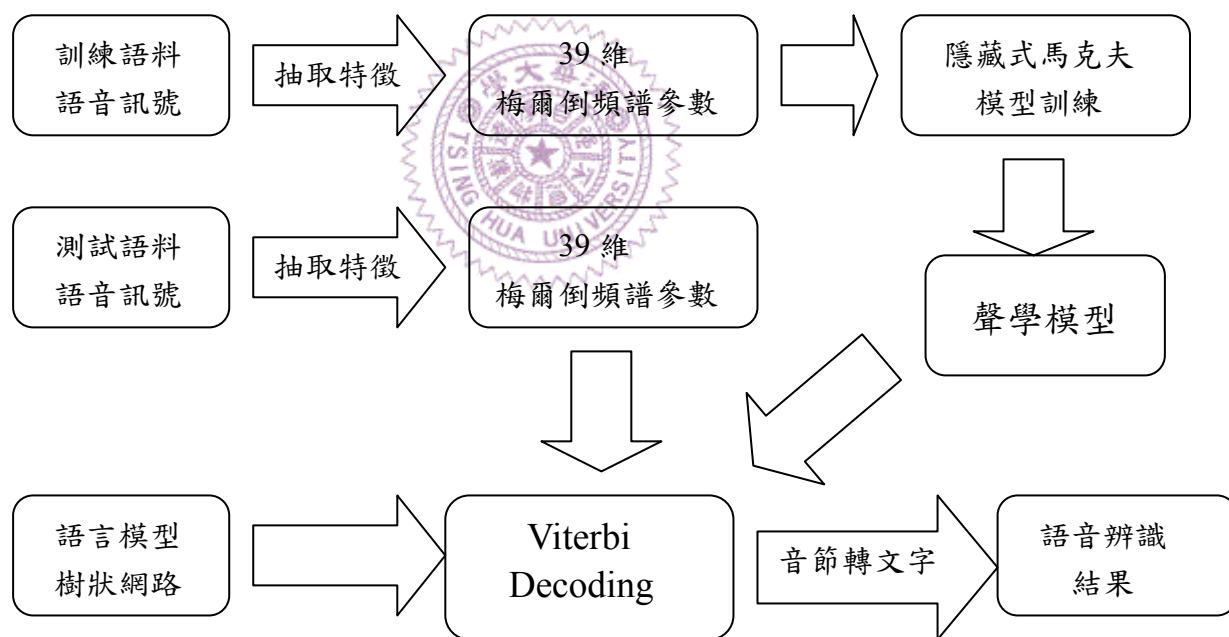 訓練語料
語音訊號
抽取特徵
39 維
梅爾倒頻譜參數
隱藏式馬克夫
模型訓練
TSING HUA UNIVERSITY
測試語料
語音訊號
抽取特徵
39 維
梅爾倒頻譜參數
聲學模型
語言模型
樹狀網路
Viterbi
Decoding
音節轉文字
語音辨識
結果